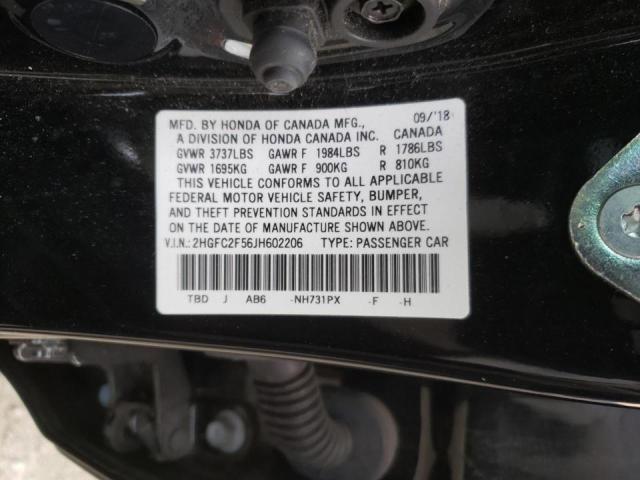 MFD. BY HONDA OF CANADA MFG., 09/'18
A DIVISION OF HONDA CANADA INC. CANADA
GVWR 3737LBS GAWR F 1984LBS R 1786LBS
GVWR 1695KG GAWR F 900KG R 810KG
THIS VEHICLE CONFORMS TO ALL APPLICABLE
FEDERAL MOTOR VEHICLE SAFETY, BUMPER,
AND THEFT PREVENTION STANDARDS IN EFFECT
ON THE DATE OF MANUFACTURE SHOWN ABOVE.
V.I.N.: 2HGFC2F56JH602206 TYPE: PASSENGER CAR
TBD J AB6 -NH731PX -F -H